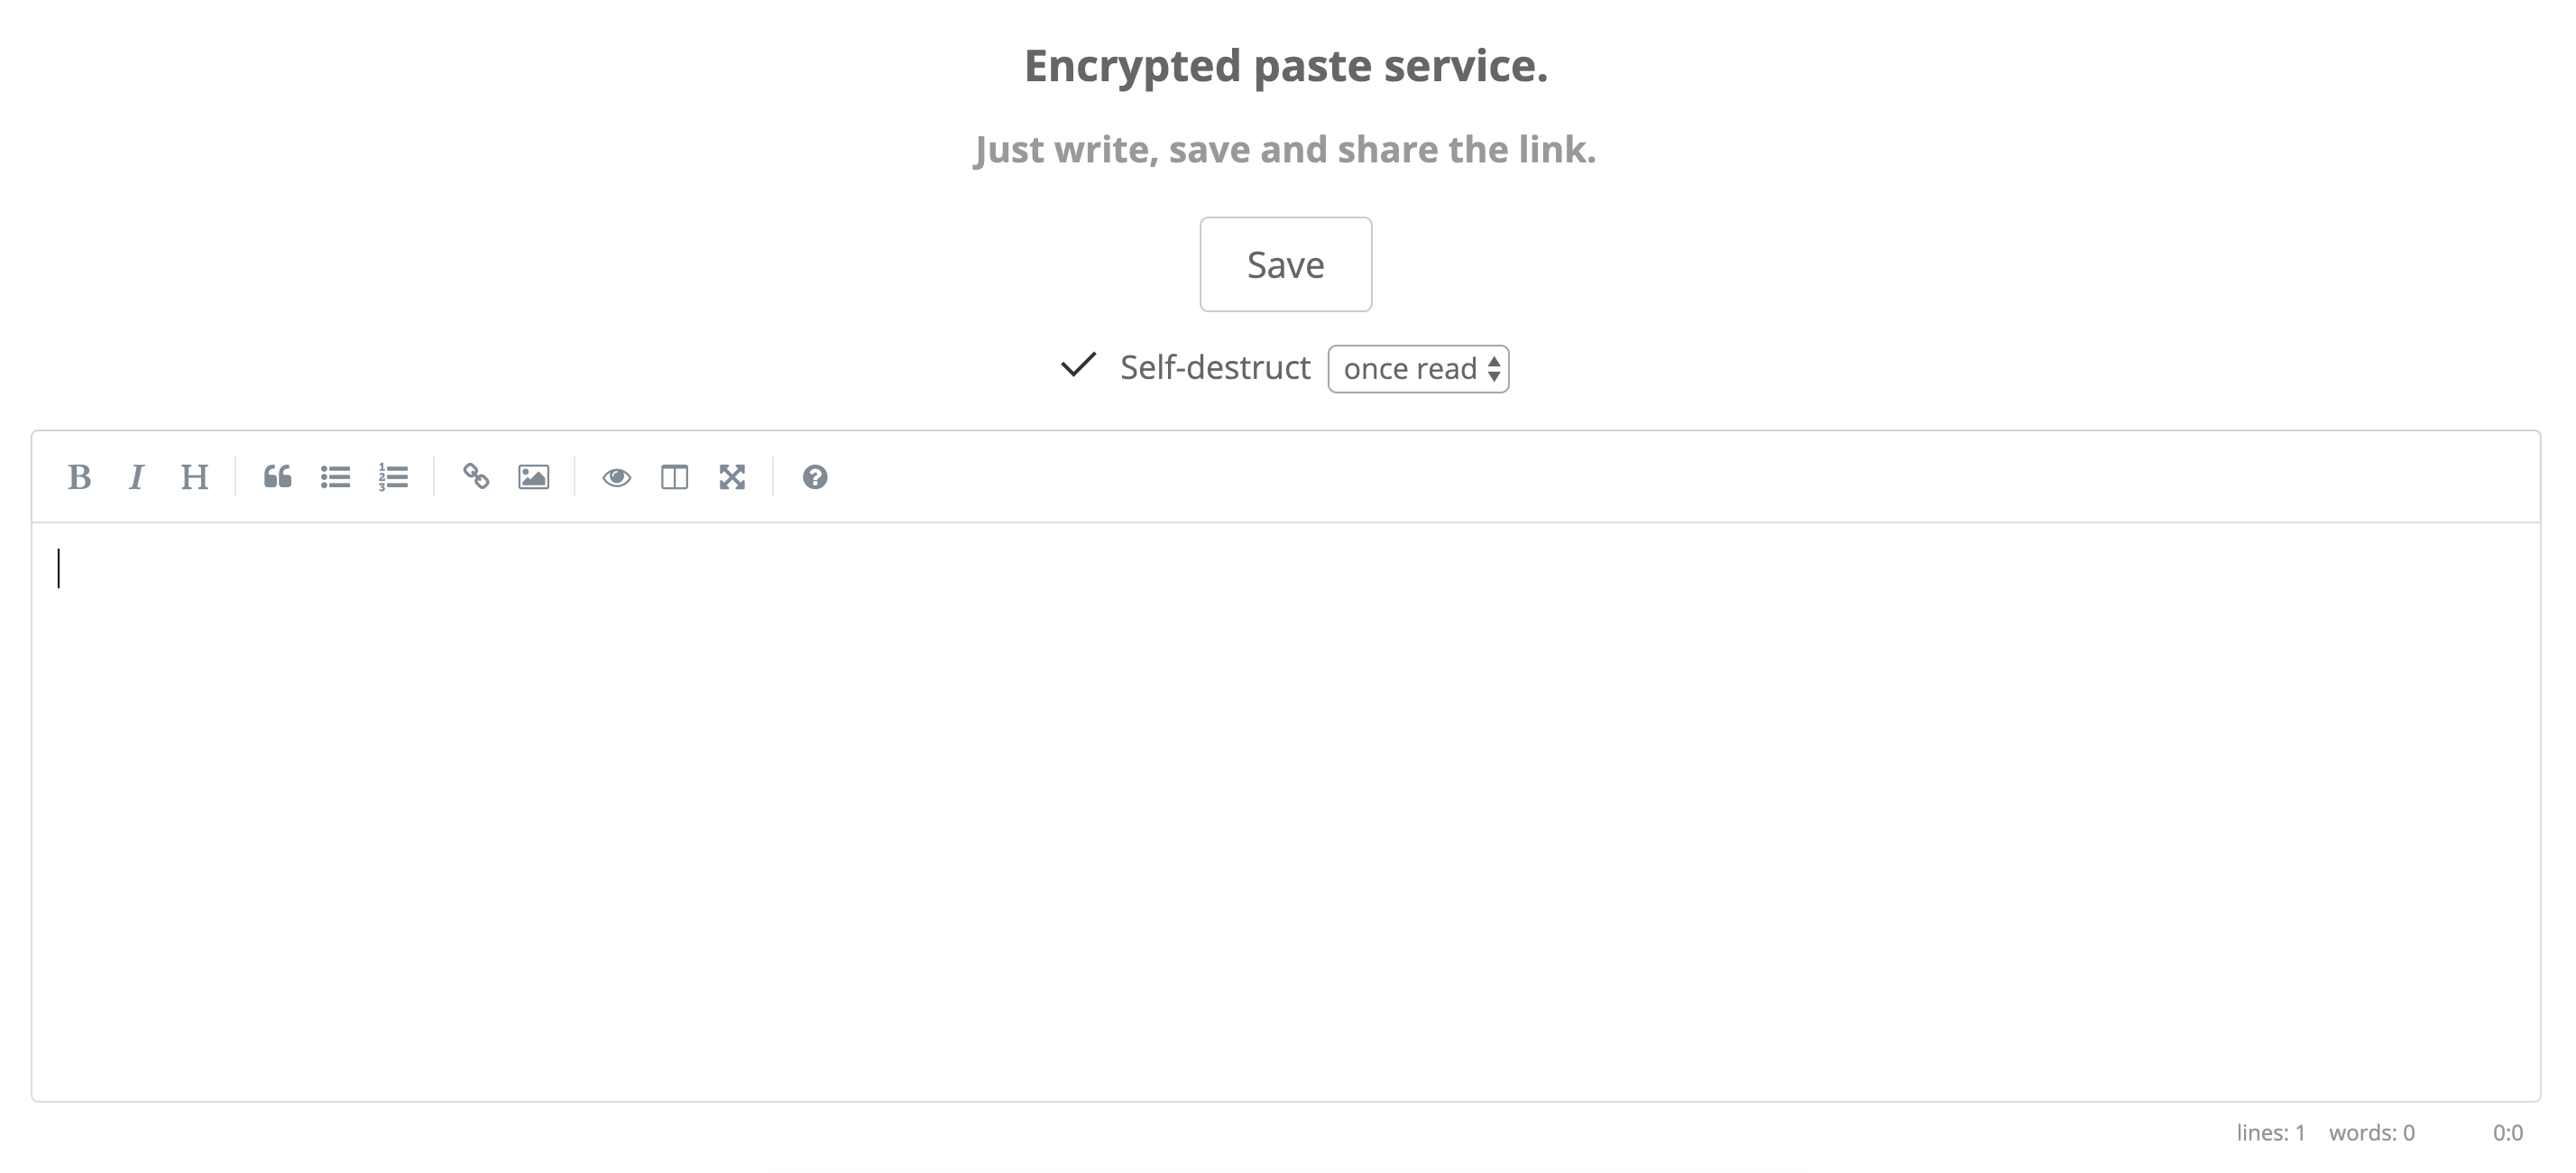 Encrypted paste service.
Just write, save and share the link.
Save
Self-destruct once read
B I H
lines: 1 words: 0 0:0